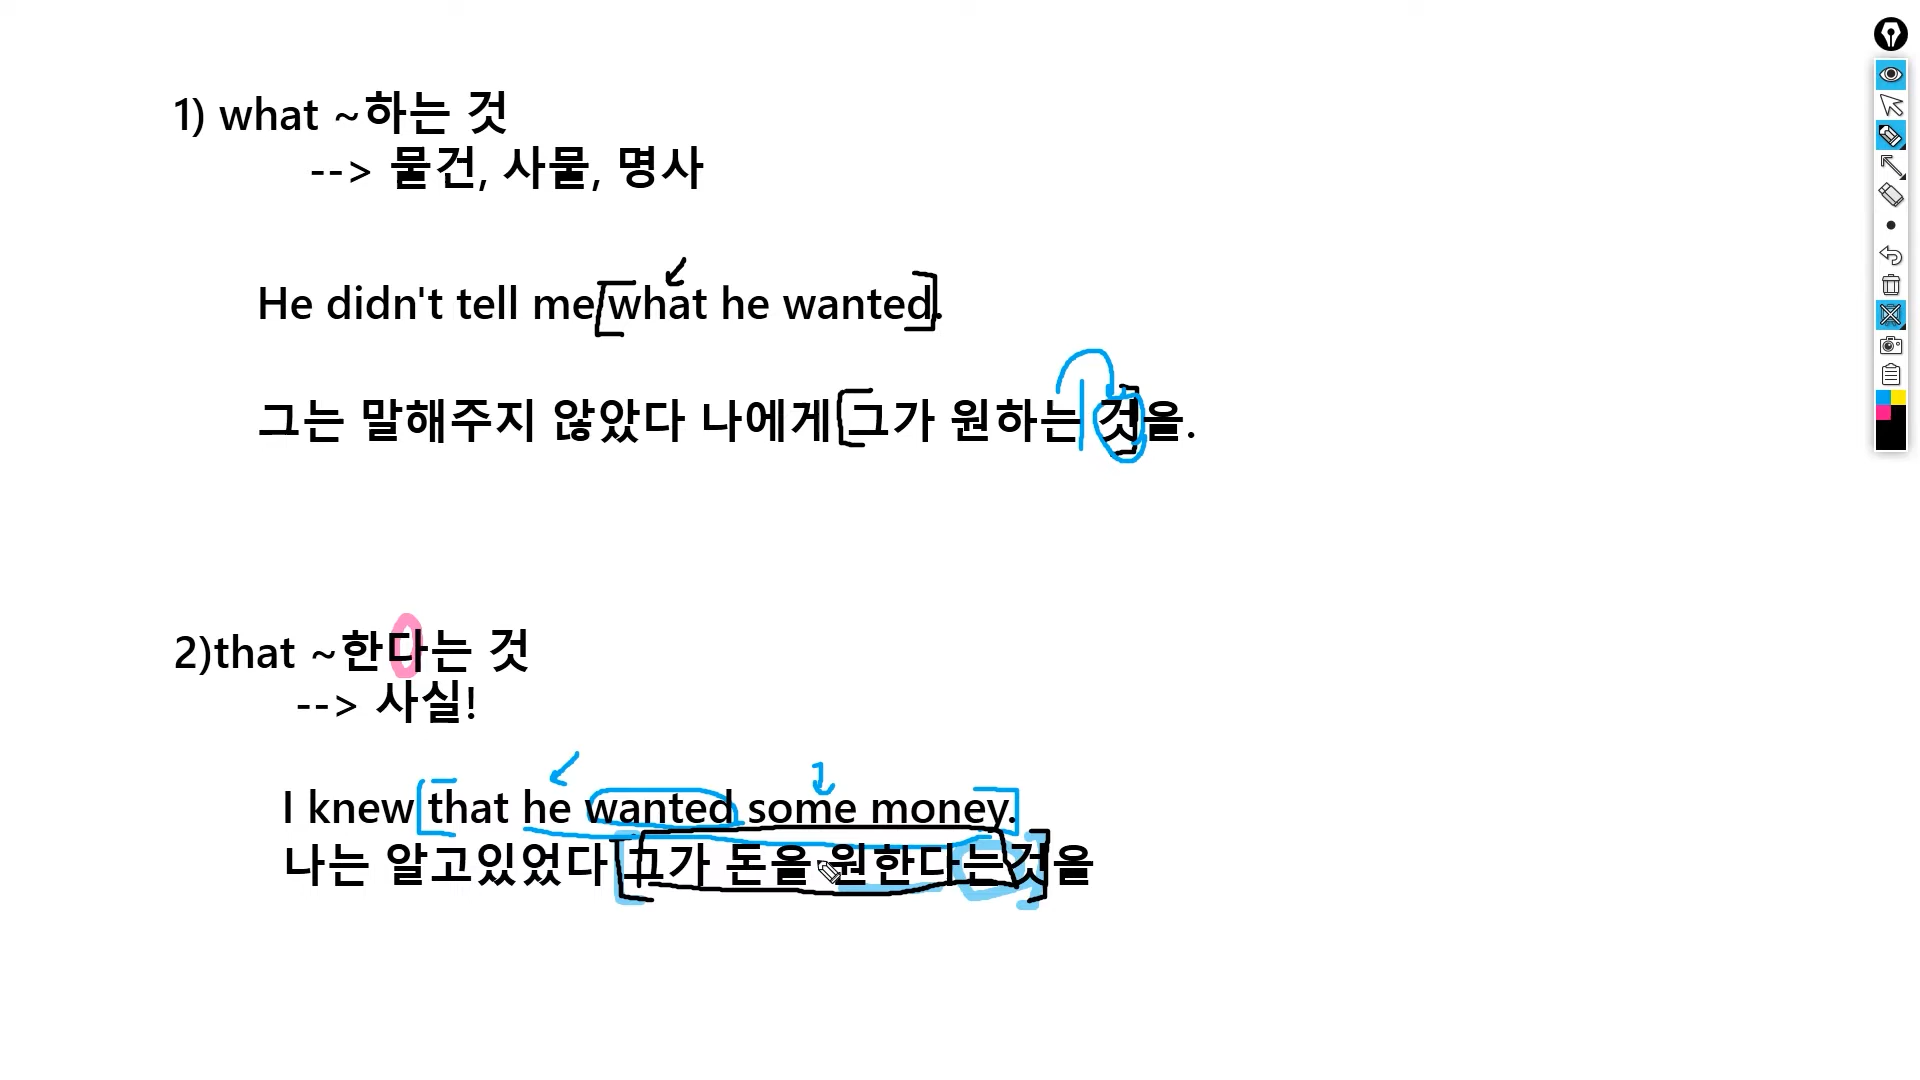 1) what ~하는 것
--> 물건, 사물, 명사
He didn't tell me what he wanted.
그는 말해주지 않았다 나에게 그가 원하는 것을.
2)that ~한다는 것
--> 사실!
I knew that he wanted some money.
나는 알고있었다 그가 돈을 원한다는것을